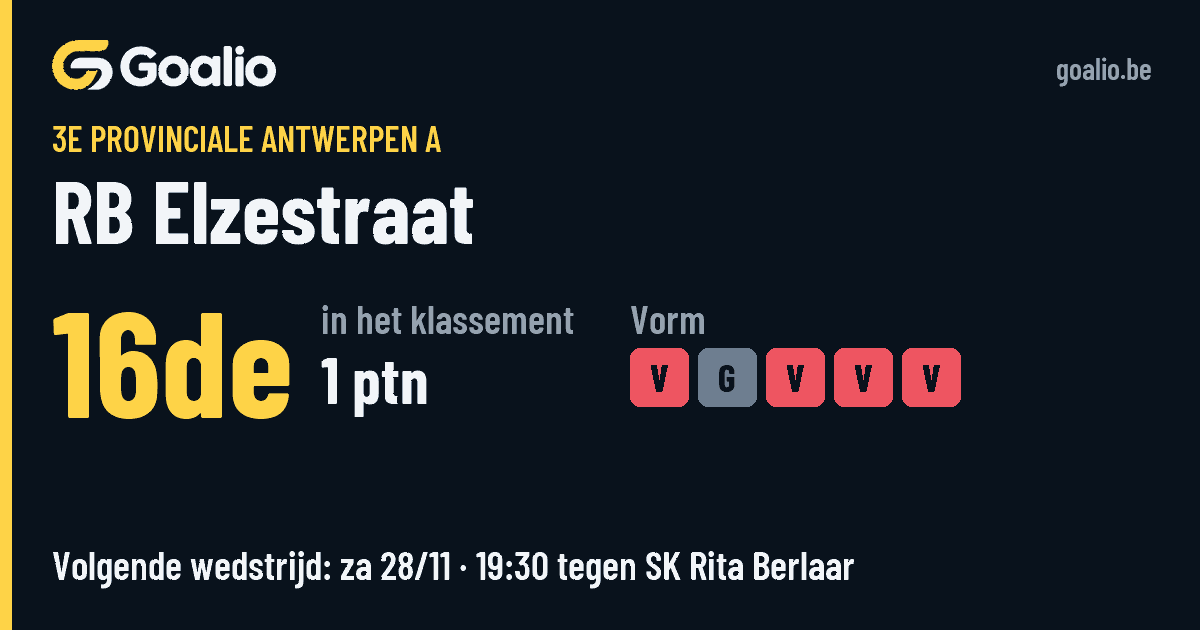 Goalio
goalio.be
3E PROVINCIALE ANTWERPEN A
RB Elzestraat
16de
in het klassement
1 ptn
Vorm
V G V V V
Volgende wedstrijd: za 28/11 · 19:30 tegen SK Rita Berlaar